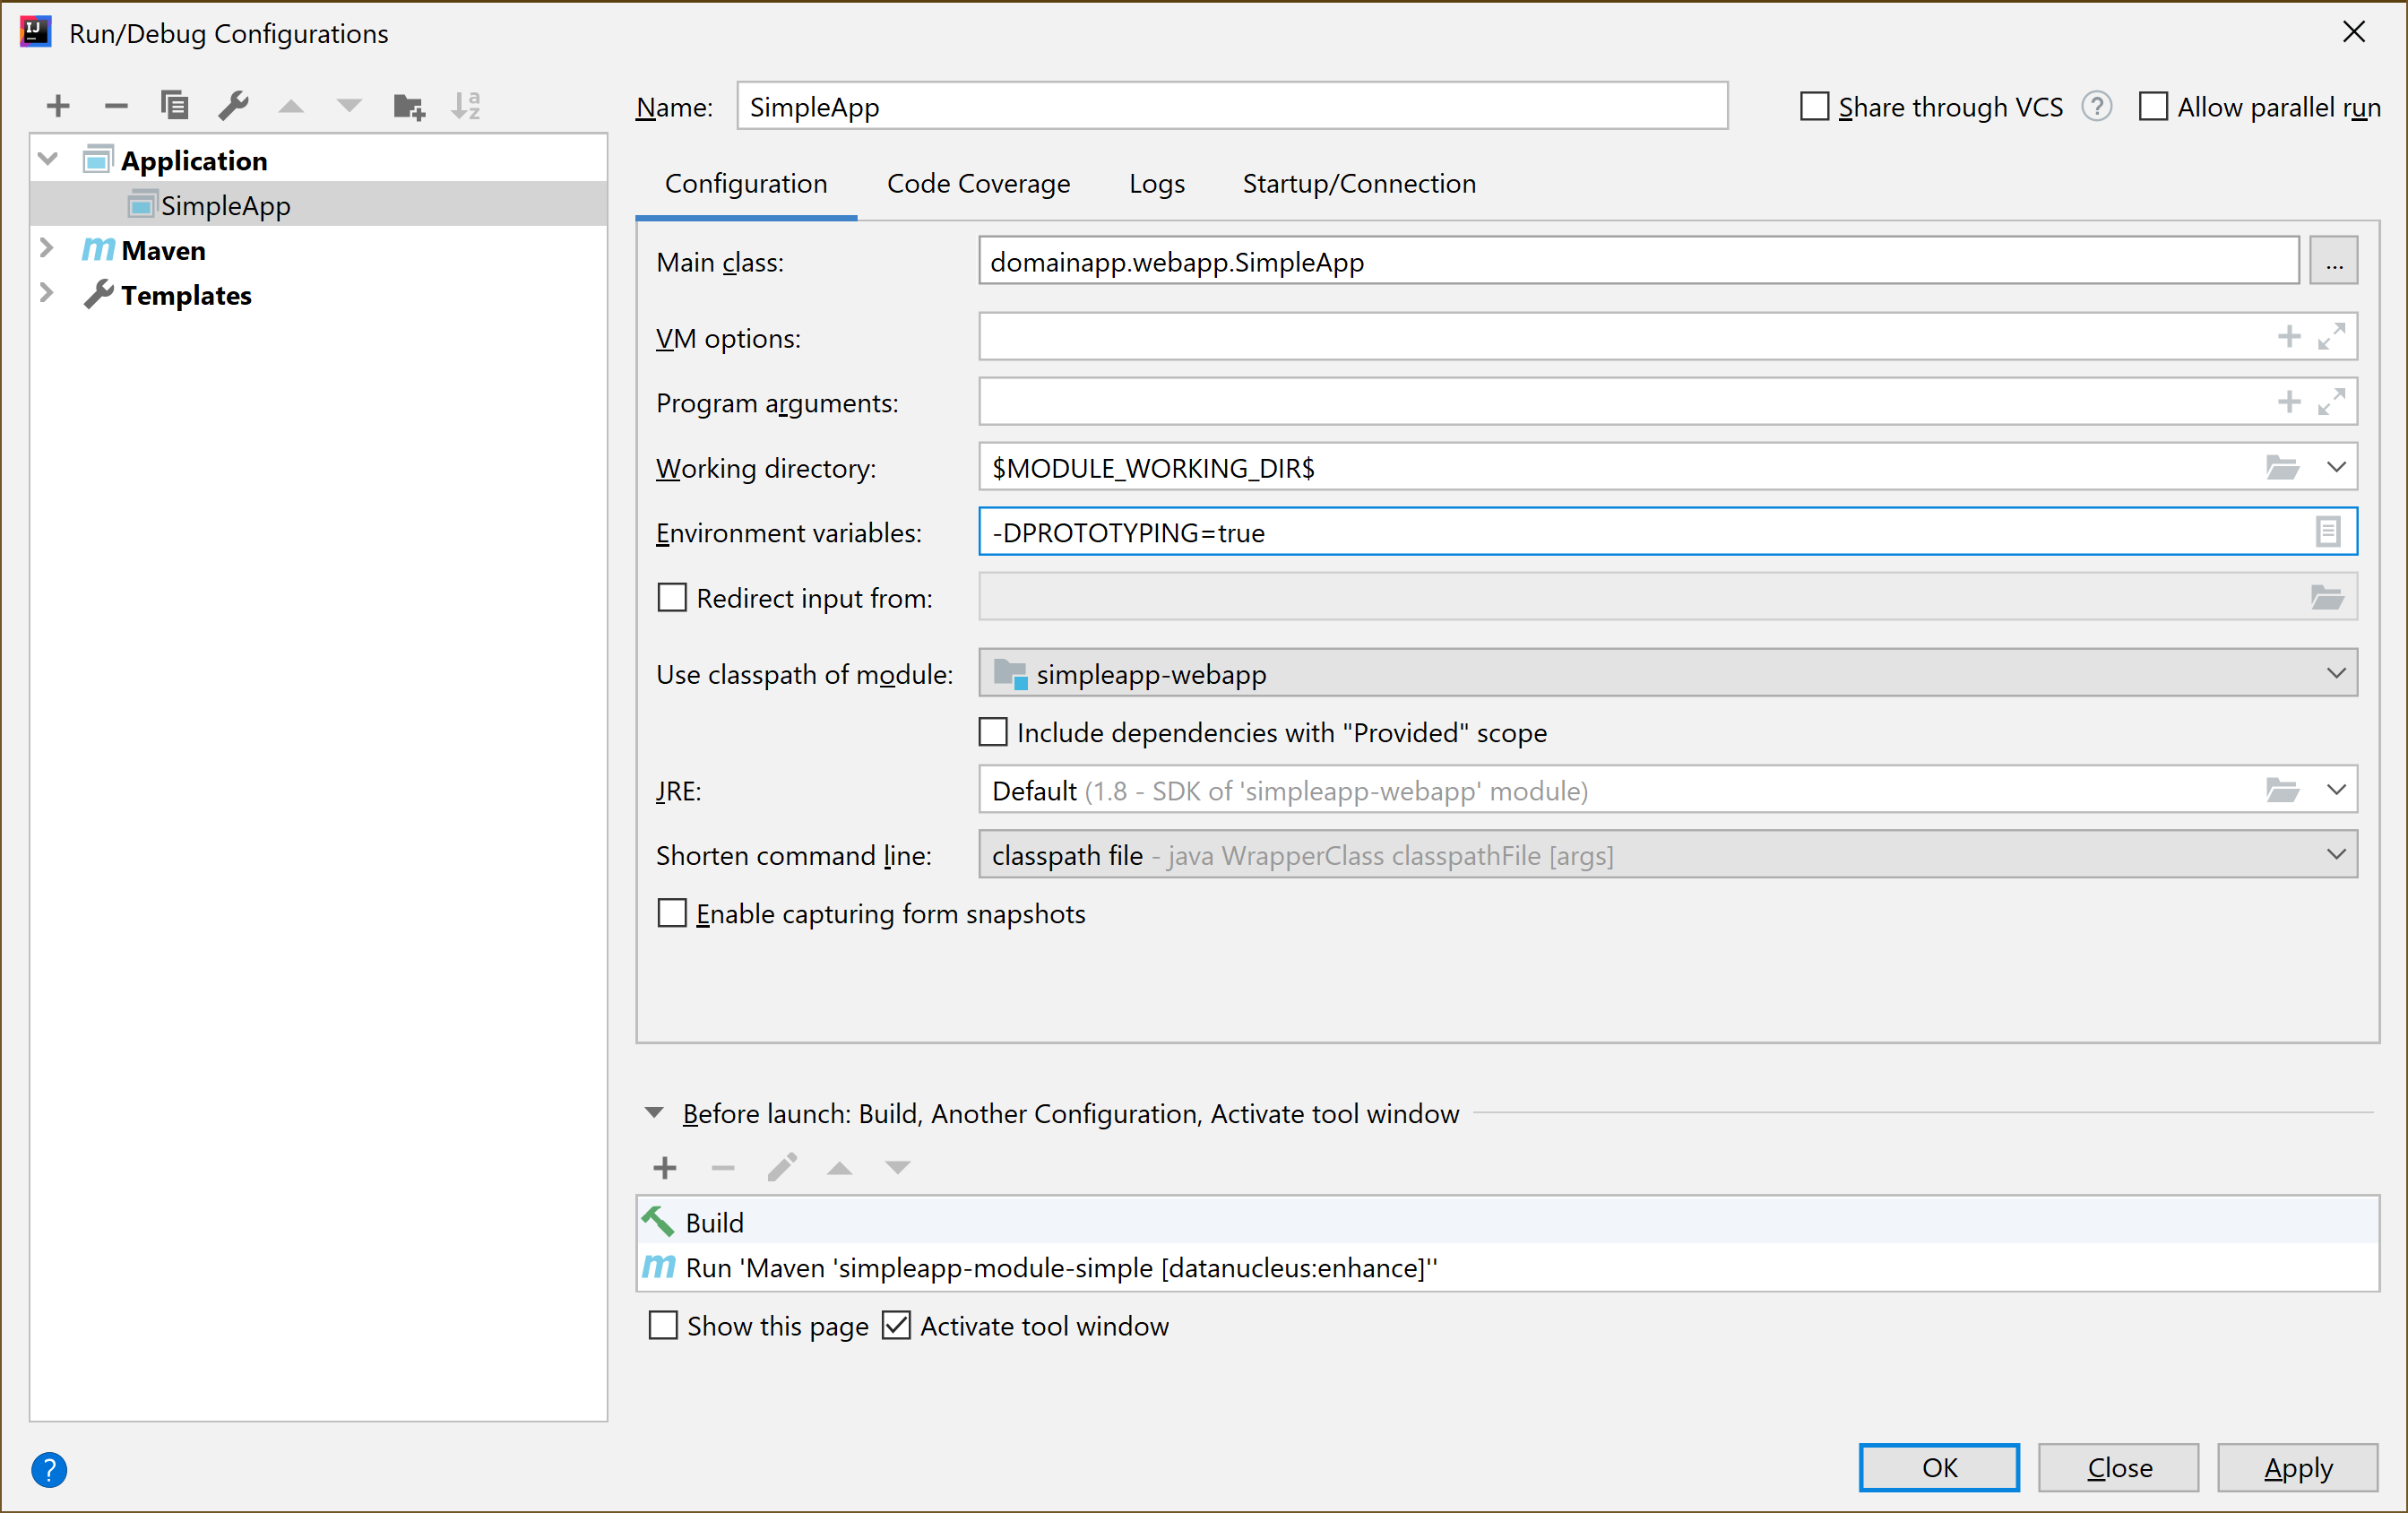 IJ
Run/Debug Configurations
Name: SimpleApp
Share through VCS ? Allow parallel run
Application
SimpleApp
Maven
Templates
Configuration Code Coverage Logs Startup/Connection
Main class: domainapp.webapp.SimpleApp ...
VM options:
Program arguments:
Working directory: $MODULE_WORKING_DIR$
Environment variables: -DPROTOTYPING=true
Redirect input from:
Use classpath of module: simpleapp-webapp
Include dependencies with "Provided" scope
JRE: Default (1.8 - SDK of 'simpleapp-webapp' module)
Shorten command line: classpath file - java WrapperClass classpathFile [args]
Enable capturing form snapshots
Before launch: Build, Another Configuration, Activate tool window
Build
Run 'Maven 'simpleapp-module-simple [datanucleus:enhance]''
Show this page Activate tool window
? OK Close Apply